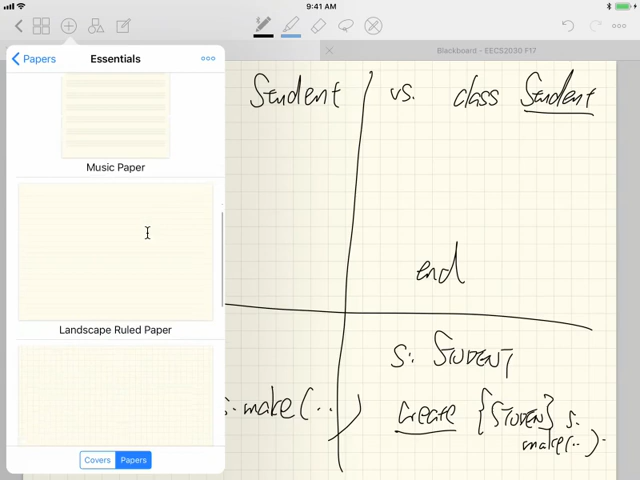 9:41 AM
Papers
Essentials
Blackboard - EECS2030 F17
Music Paper
Landscape Ruled Paper
Covers
Papers
Student vs. class Student
end
s: STUDENT
s.make(..)
create {STUDEN} s.
make(..).